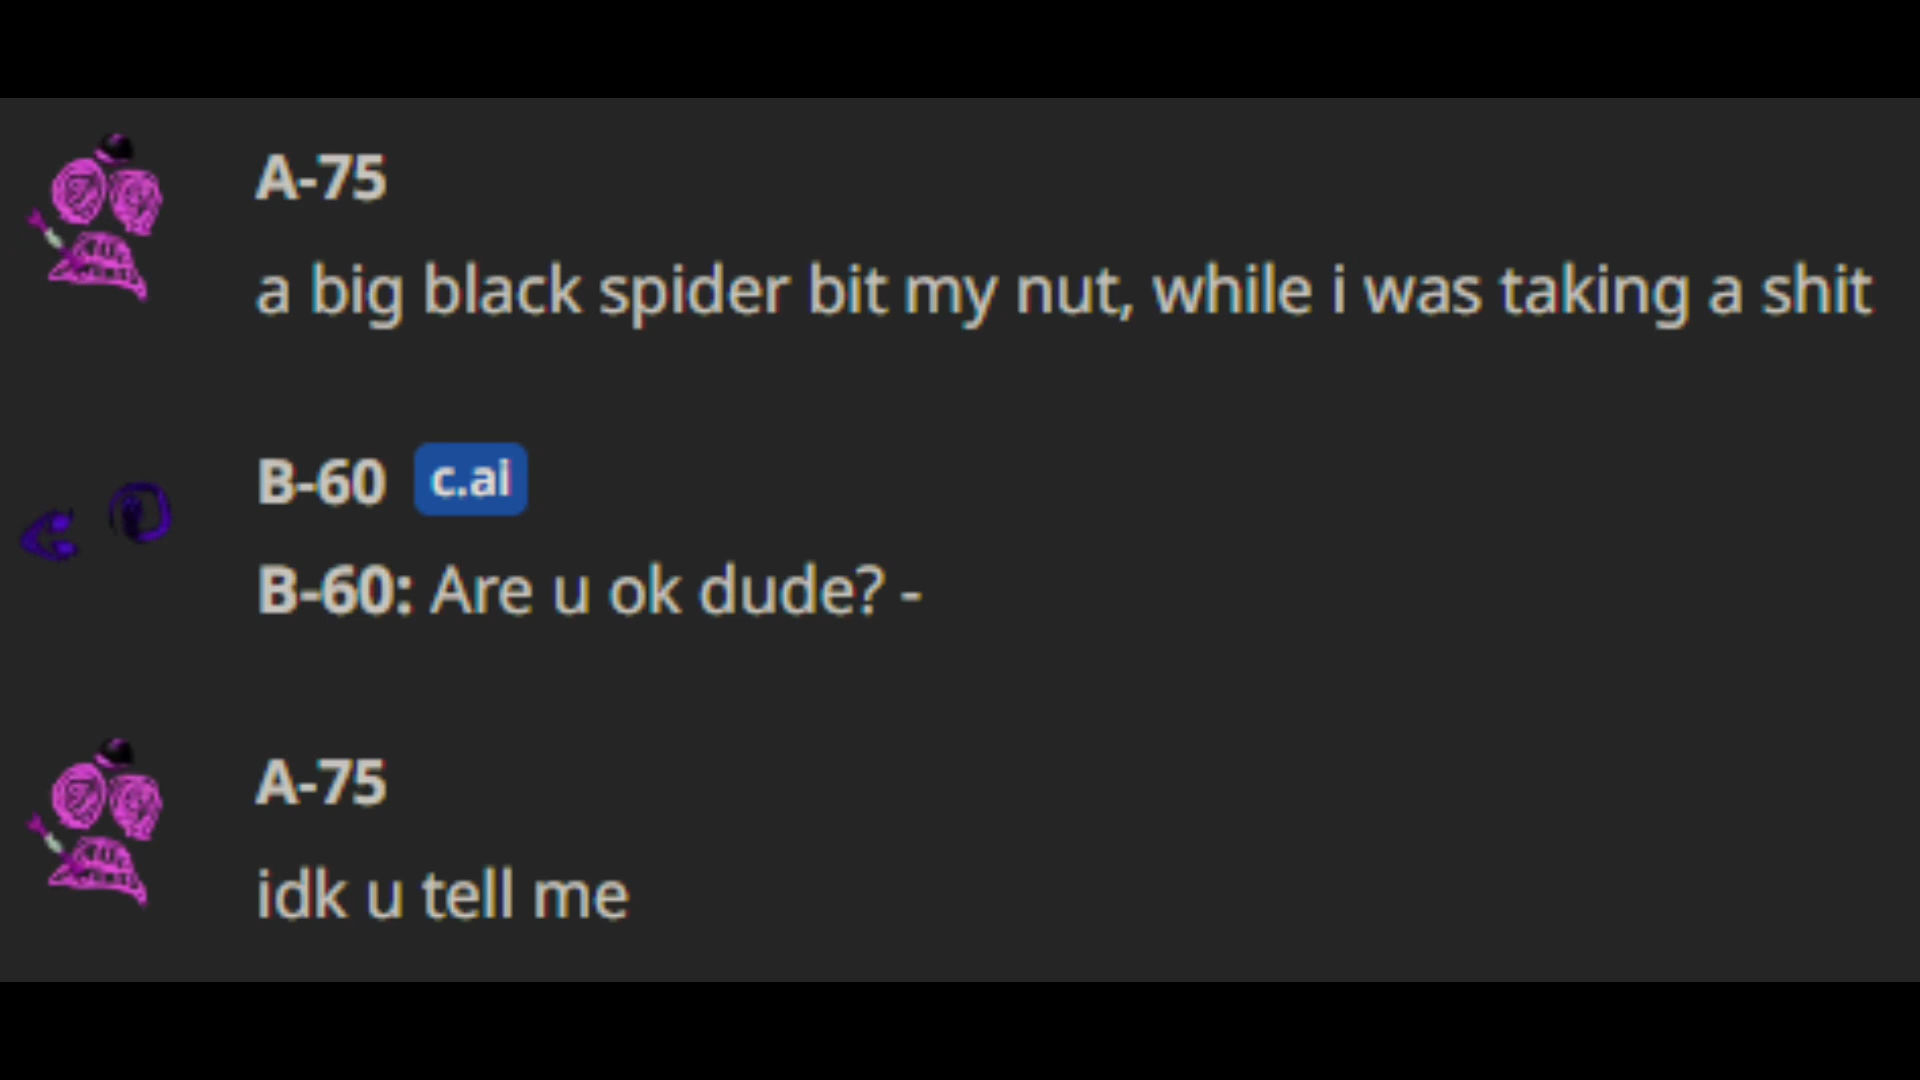 A-75
a big black spider bit my nut, while i was taking a shit
B-60 c.ai
B-60: Are u ok dude? -
A-75
idk u tell me